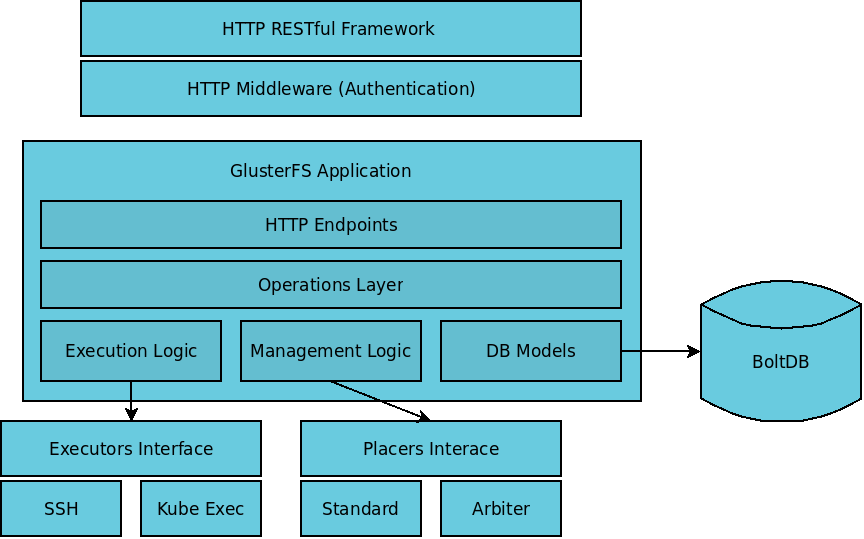 HTTP RESTful Framework
HTTP Middleware (Authentication)
GlusterFS Application
HTTP Endpoints
Operations Layer
Execution Logic
Management Logic
DB Models
BoltDB
Executors Interface
Placers Interace
SSH
Kube Exec
Standard
Arbiter